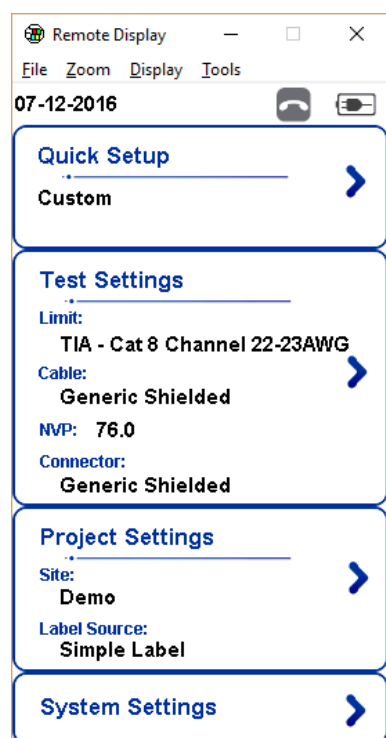 Remote Display
File Zoom Display Tools
07-12-2016
Quick Setup
Custom
Test Settings
Limit:
TIA - Cat 8 Channel 22-23AWG
Cable:
Generic Shielded
NVP: 76.0
Connector:
Generic Shielded
Project Settings
Site:
Demo
Label Source:
Simple Label
System Settings